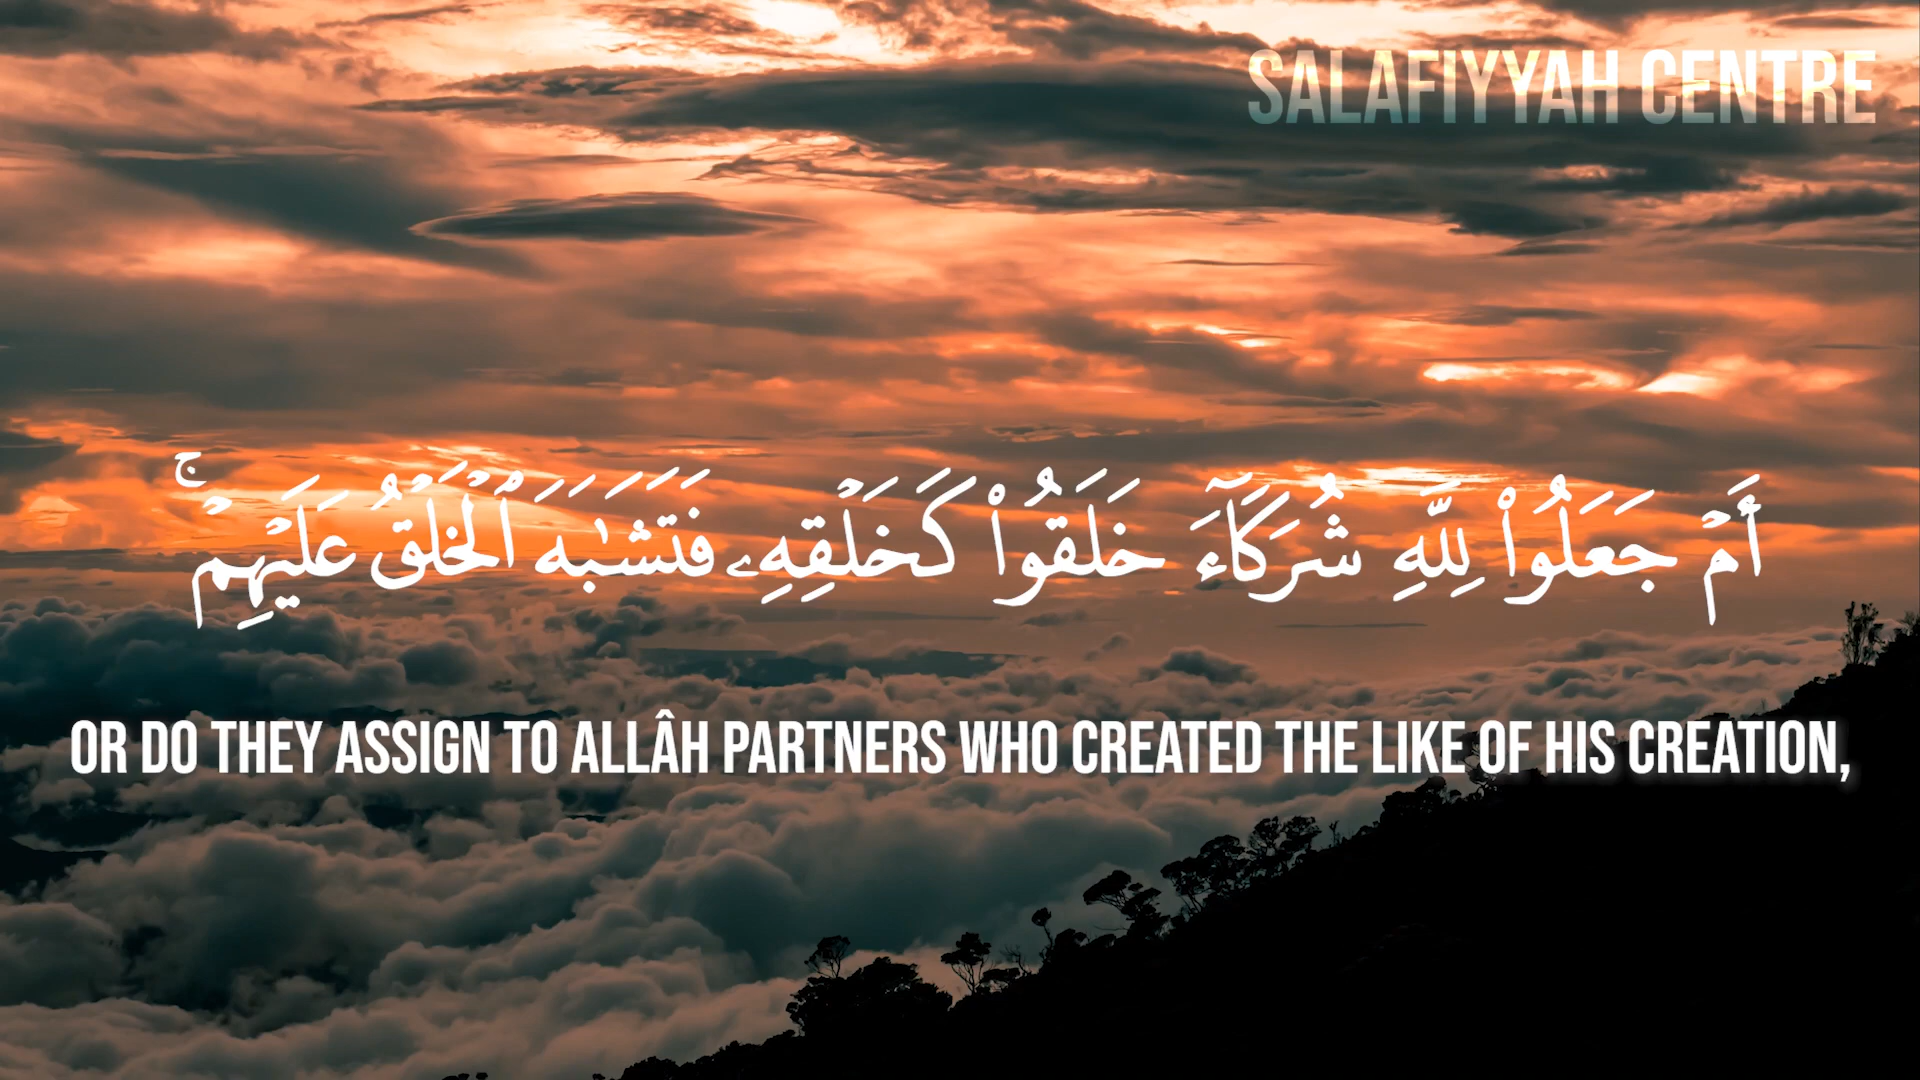 SALAFIYYAH CENTRE
أَمْ جَعَلُوا۟ لِلَّهِ شُرَكَآءَ خَلَقُوا۟ كَخَلْقِهِۦ فَتَشَـٰبَهَ ٱلْخَلْقُ عَلَيْهِمْ ۚ
OR DO THEY ASSIGN TO ALLÂH PARTNERS WHO CREATED THE LIKE OF HIS CREATION,